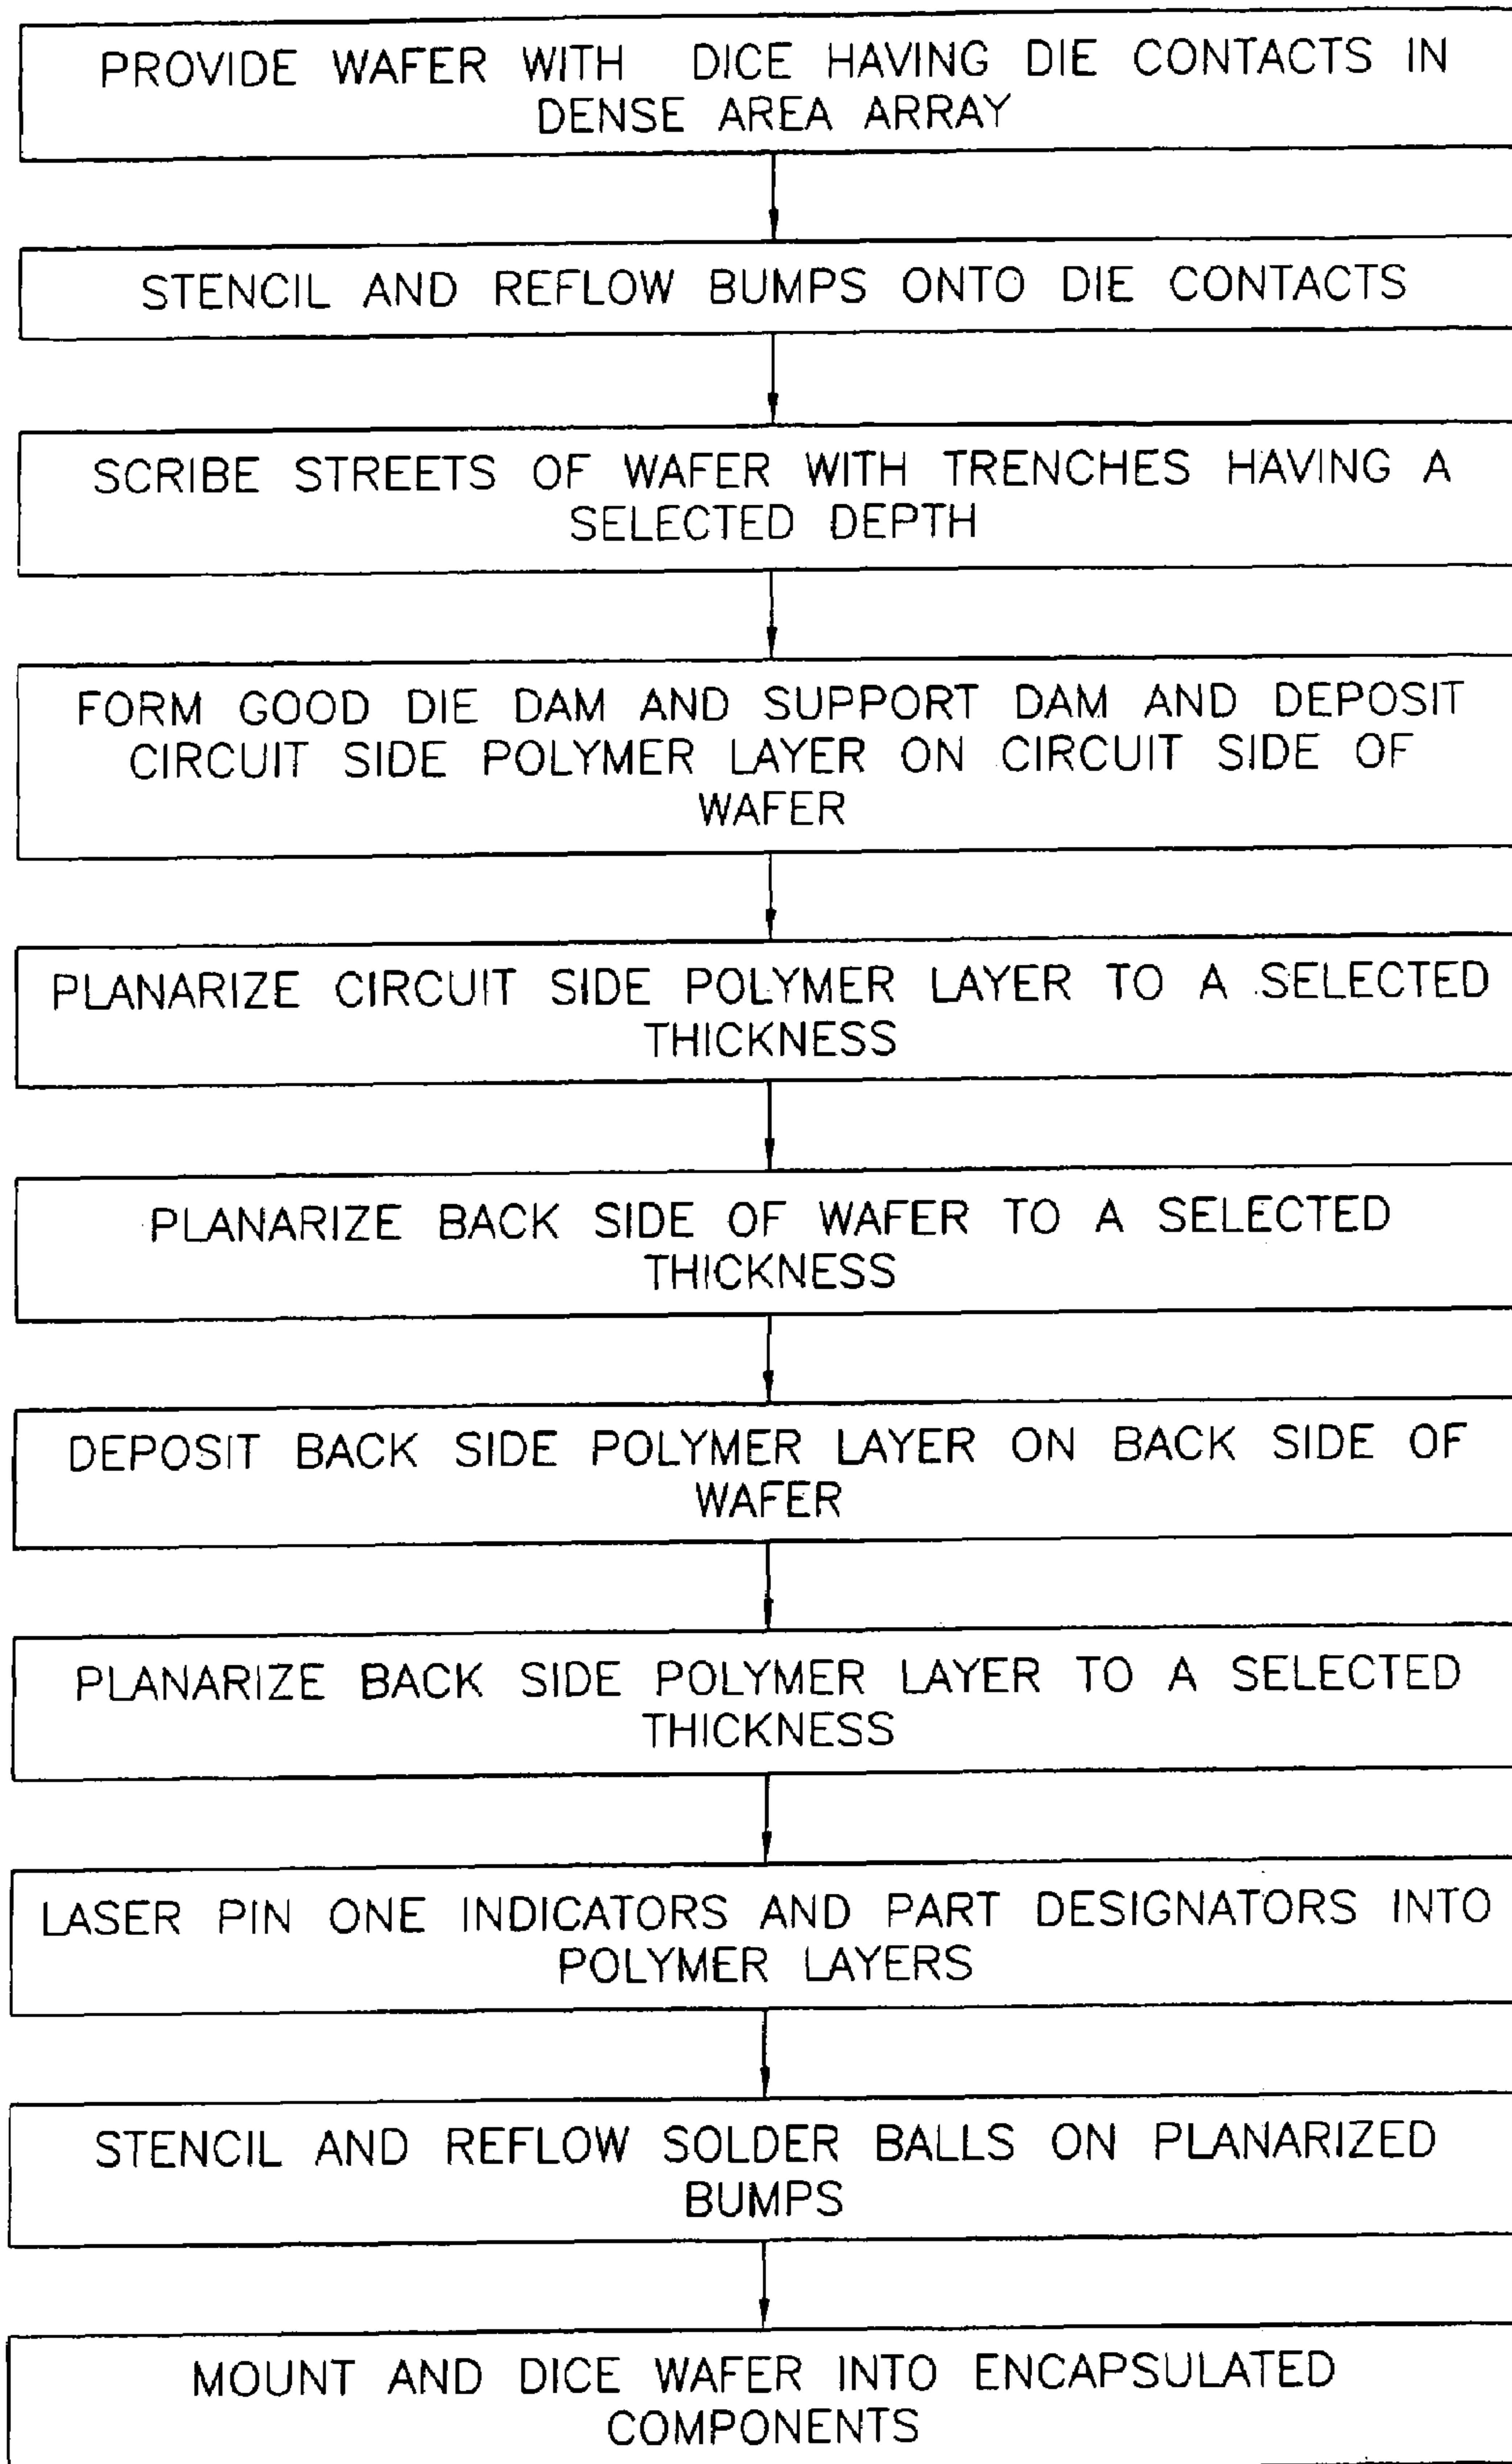 PROVIDE WAFER WITH DICE HAVING DIE CONTACTS IN
DENSE AREA ARRAY
STENCIL AND REFLOW BUMPS ONTO DIE CONTACTS
SCRIBE STREETS OF WAFER WITH TRENCHES HAVING A
SELECTED DEPTH
FORM GOOD DIE DAM AND SUPPORT DAM AND DEPOSIT
CIRCUIT SIDE POLYMER LAYER ON CIRCUIT SIDE OF
WAFER
PLANARIZE CIRCUIT SIDE POLYMER LAYER TO A SELECTED
THICKNESS
PLANARIZE BACK SIDE OF WAFER TO A SELECTED
THICKNESS
DEPOSIT BACK SIDE POLYMER LAYER ON BACK SIDE OF
WAFER
PLANARIZE BACK SIDE POLYMER LAYER TO A SELECTED
THICKNESS
LASER PIN ONE INDICATORS AND PART DESIGNATORS INTO
POLYMER LAYERS
STENCIL AND REFLOW SOLDER BALLS ON PLANARIZED
BUMPS
MOUNT AND DICE WAFER INTO ENCAPSULATED
COMPONENTS